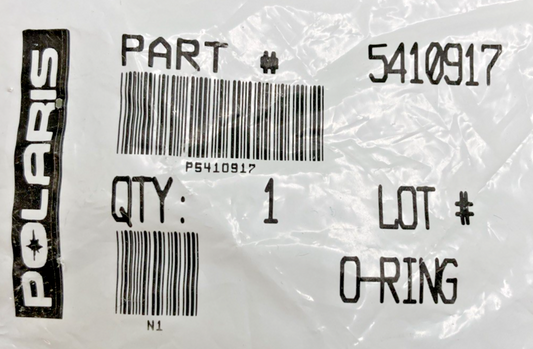 POLARIS
PART # 5410917
P5410917
QTY: 1 LOT #
O-RING
N1